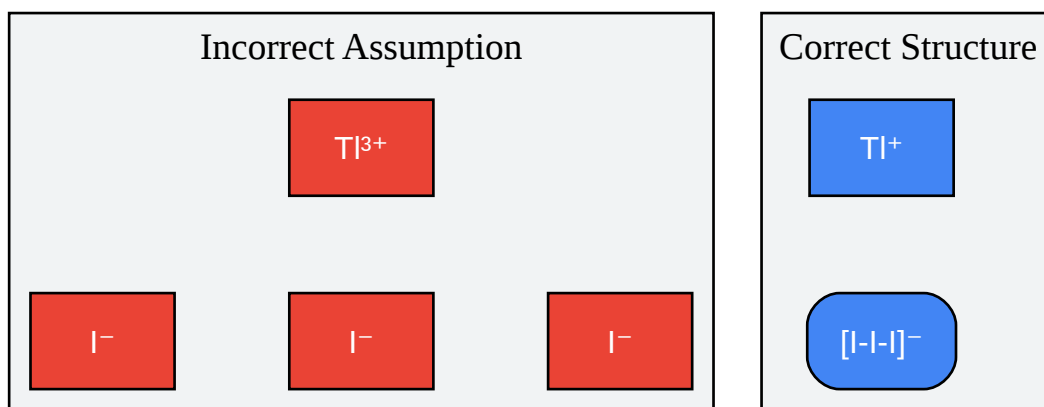 Incorrect Assumption
Tl³⁺
I⁻
I⁻
I⁻
Correct Structure
Tl⁺
[I-I-I]⁻